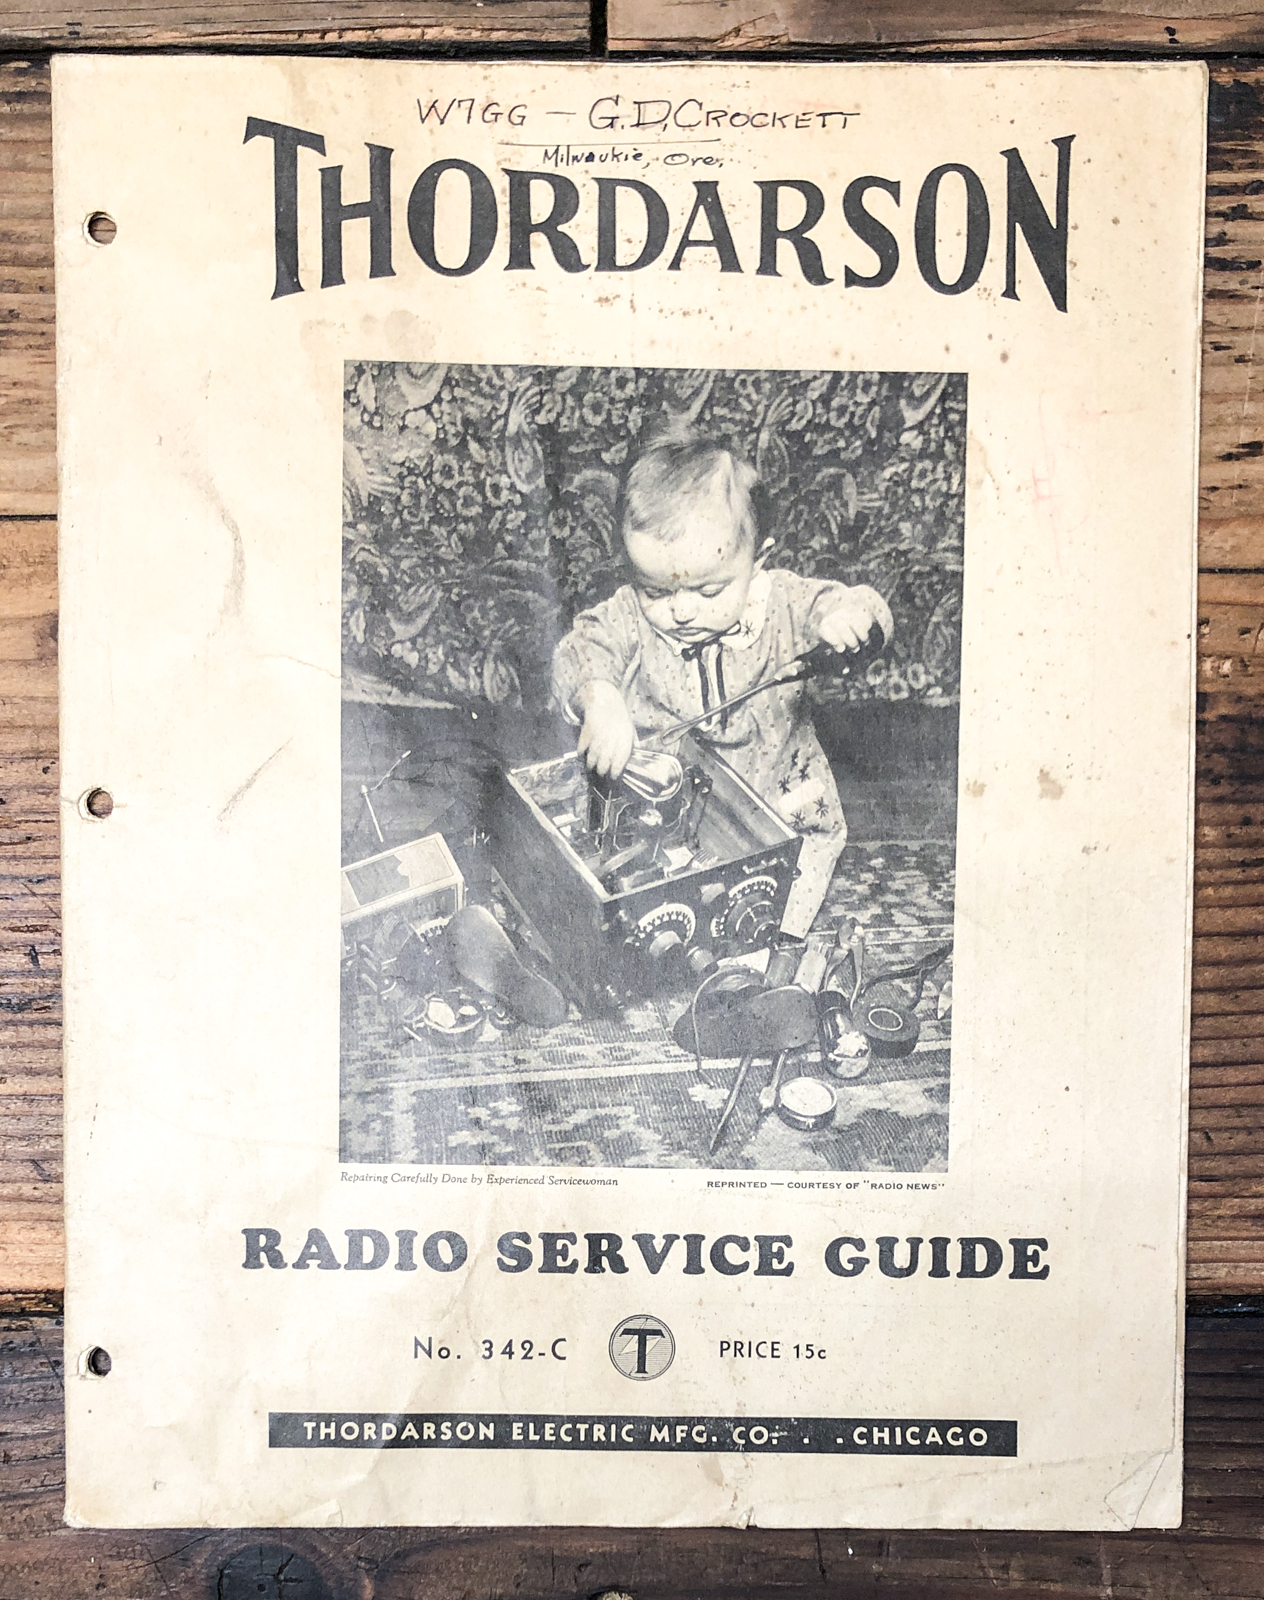 W7GG — G.D. CROCKETT
Milwaukie, Ore.
THORDARSON
Repairing Carefully Done by Experienced Servicewoman
REPRINTED — COURTESY OF "RADIO NEWS"
RADIO SERVICE GUIDE
No. 342-C T PRICE 15c
THORDARSON ELECTRIC MFG. CO. . . CHICAGO